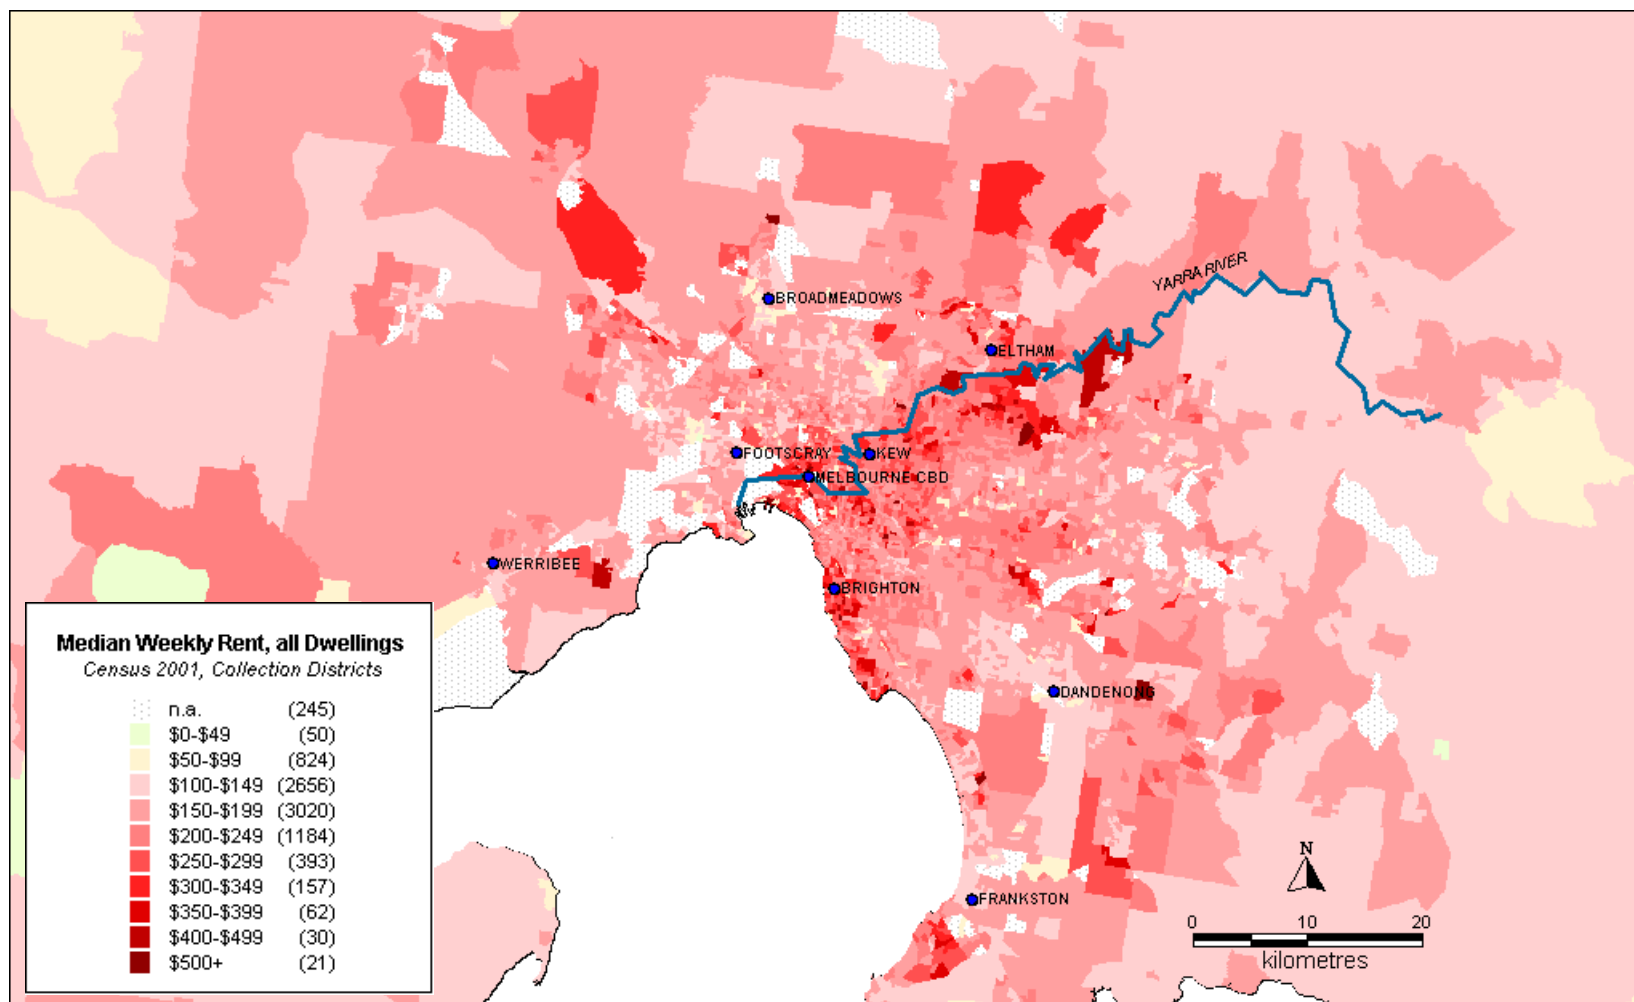 YARRA RIVER
BROADMEADOWS
ELTHAM
FOOTSCRAY
KEW
MELBOURNE CBD
WERRIBEE
BRIGHTON
DANDENONG
FRANKSTON
Median Weekly Rent, all Dwellings
Census 2001, Collection Districts
n.a. (245)
$0-$49 (50)
$50-$99 (824)
$100-$149 (2656)
$150-$199 (3020)
$200-$249 (1184)
$250-$299 (393)
$300-$349 (157)
$350-$399 (62)
$400-$499 (30)
$500+ (21)
N
0 10 20
kilometres